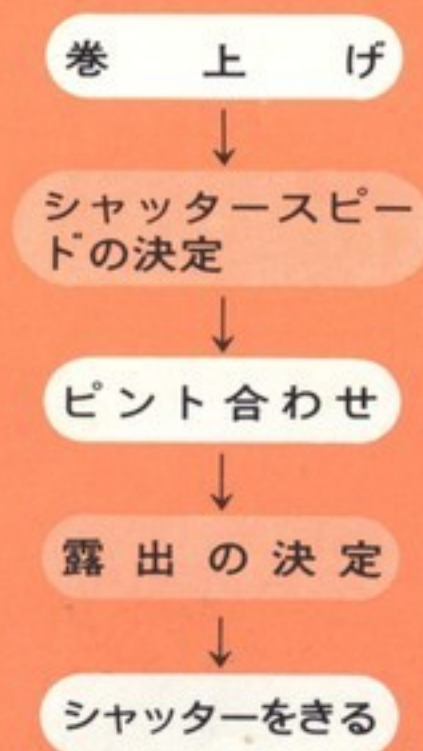 巻上げ
シャッタースピー
ドの決定
ピント合わせ
露出の決定
シャッターをきる